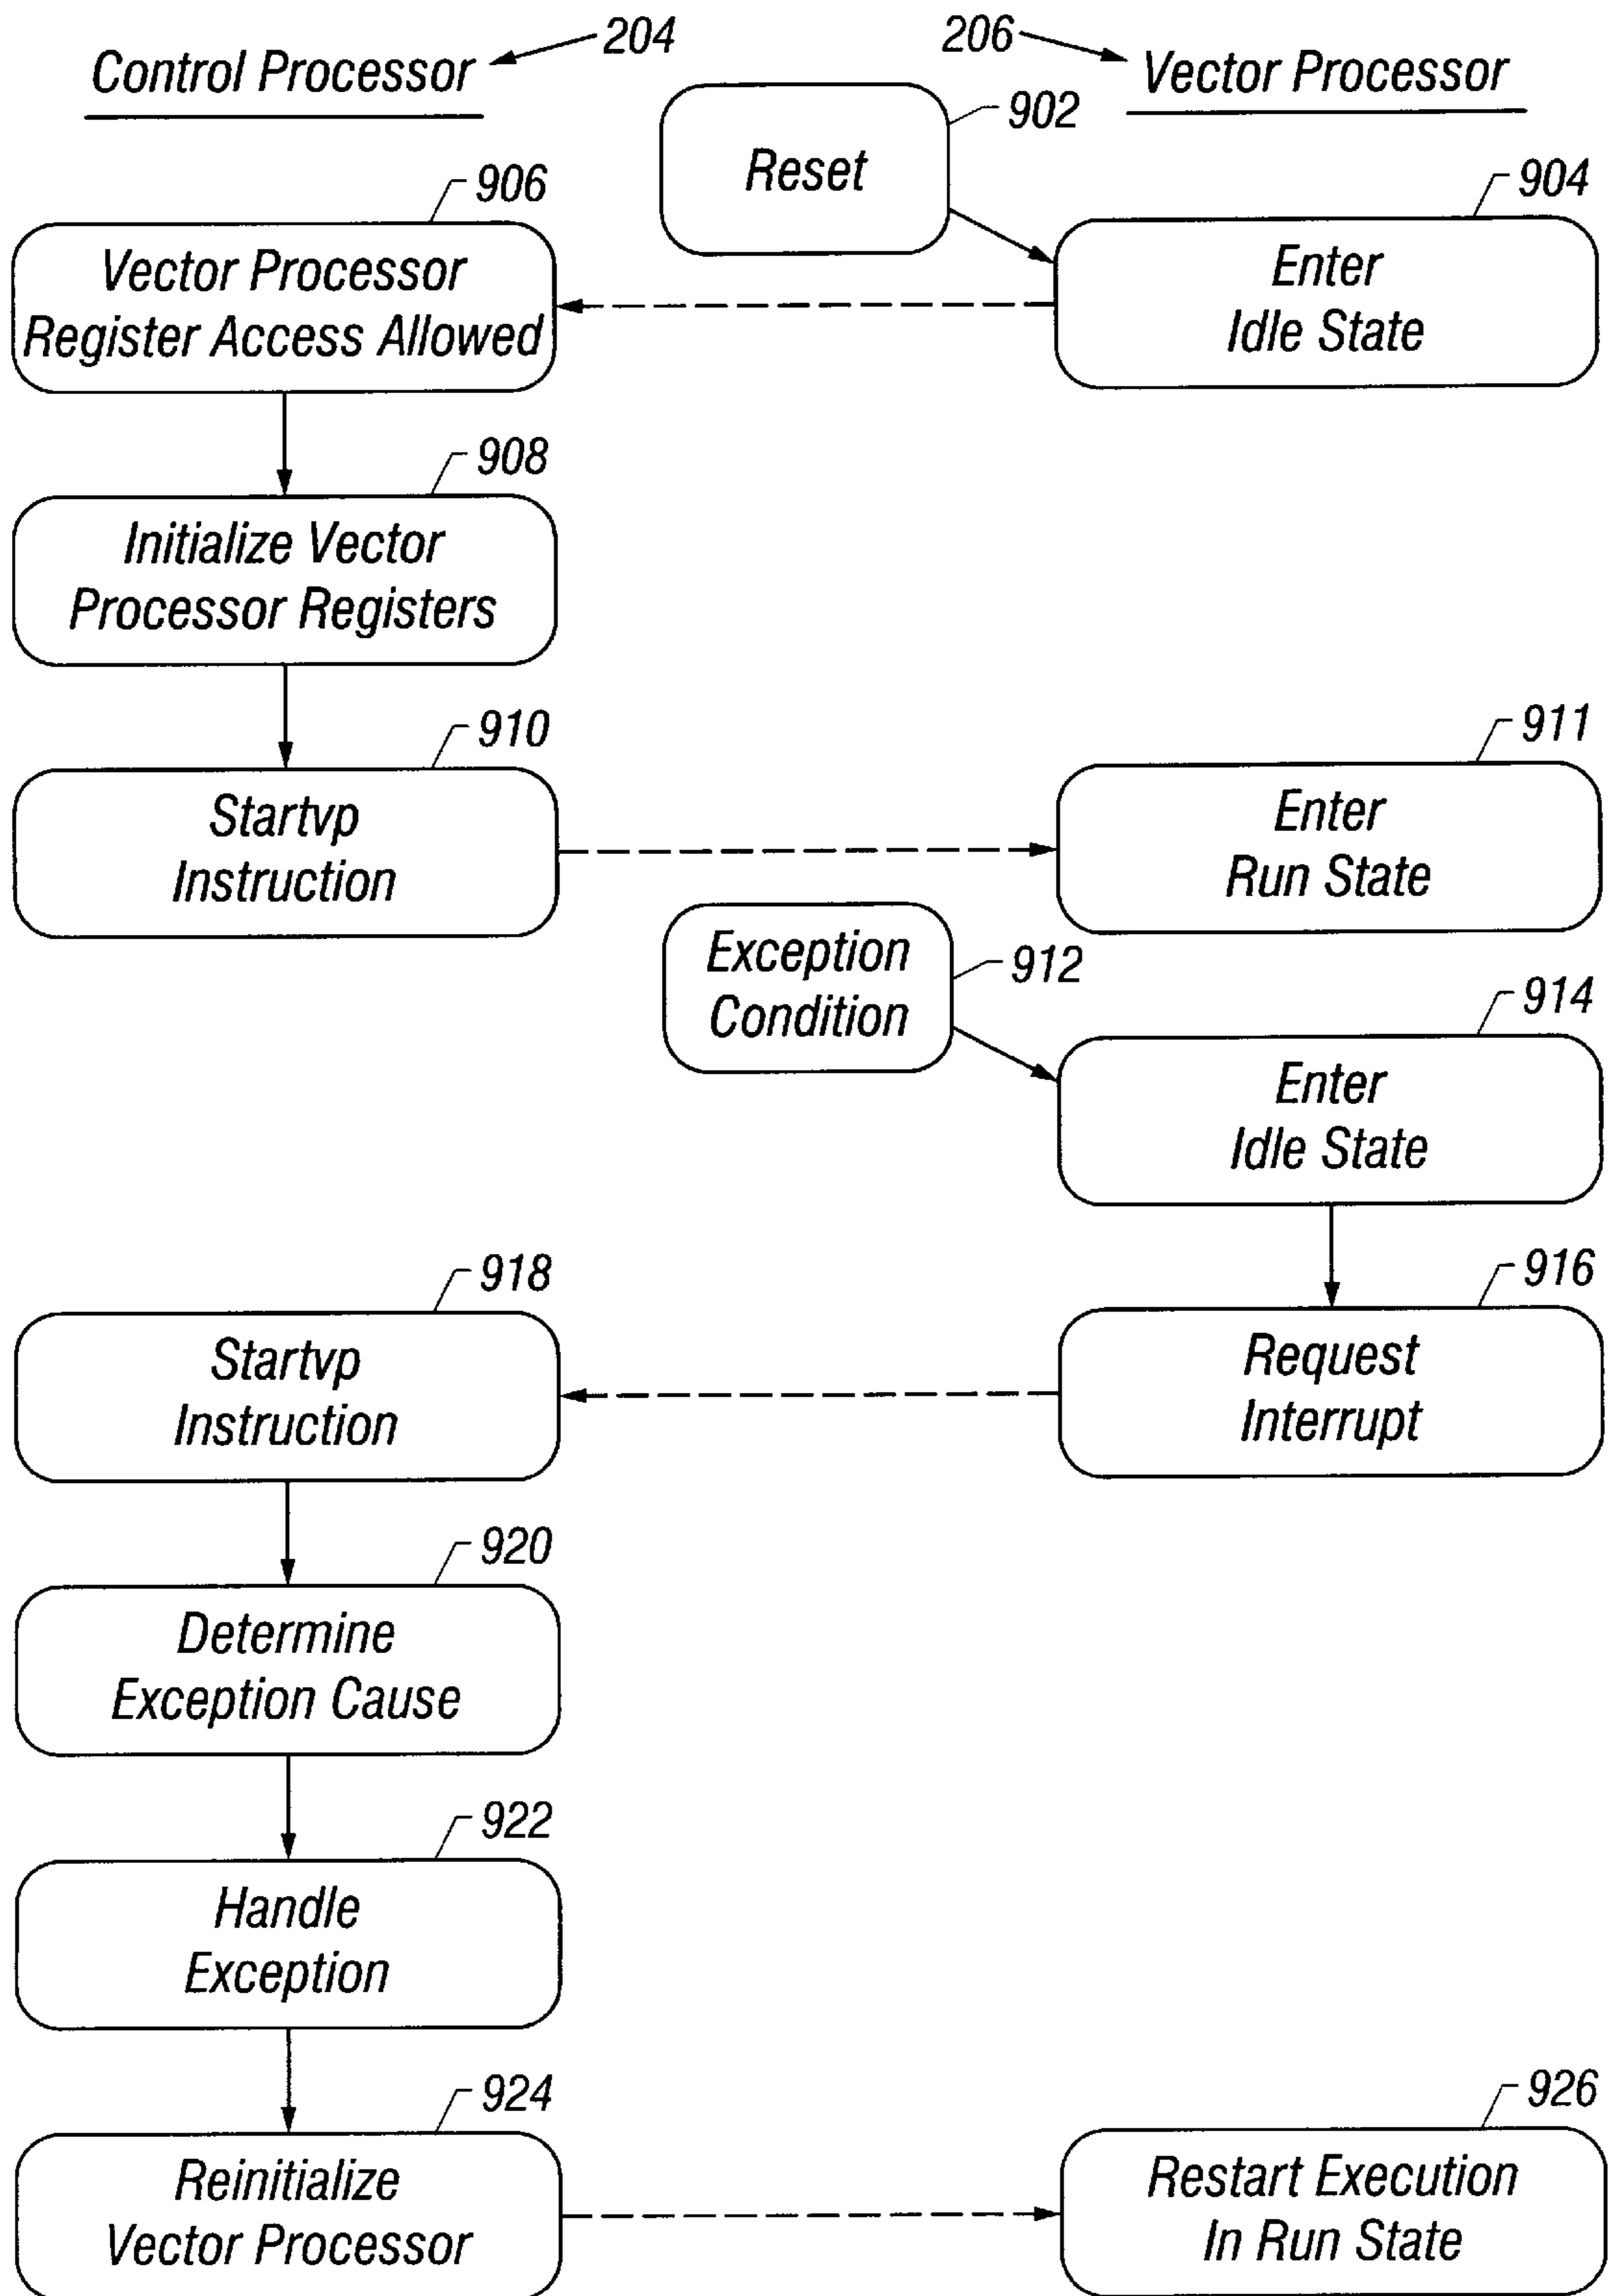 204
206
Control Processor
Vector Processor
902
Reset
906
904
Vector Processor
Register Access Allowed
Enter
Idle State
908
Initialize Vector
Processor Registers
910
911
Startvp
Instruction
Enter
Run State
Exception
Condition
912
914
Enter
Idle State
918
916
Startvp
Instruction
Request
Interrupt
920
Determine
Exception Cause
922
Handle
Exception
924
926
Reinitialize
Vector Processor
Restart Execution
In Run State